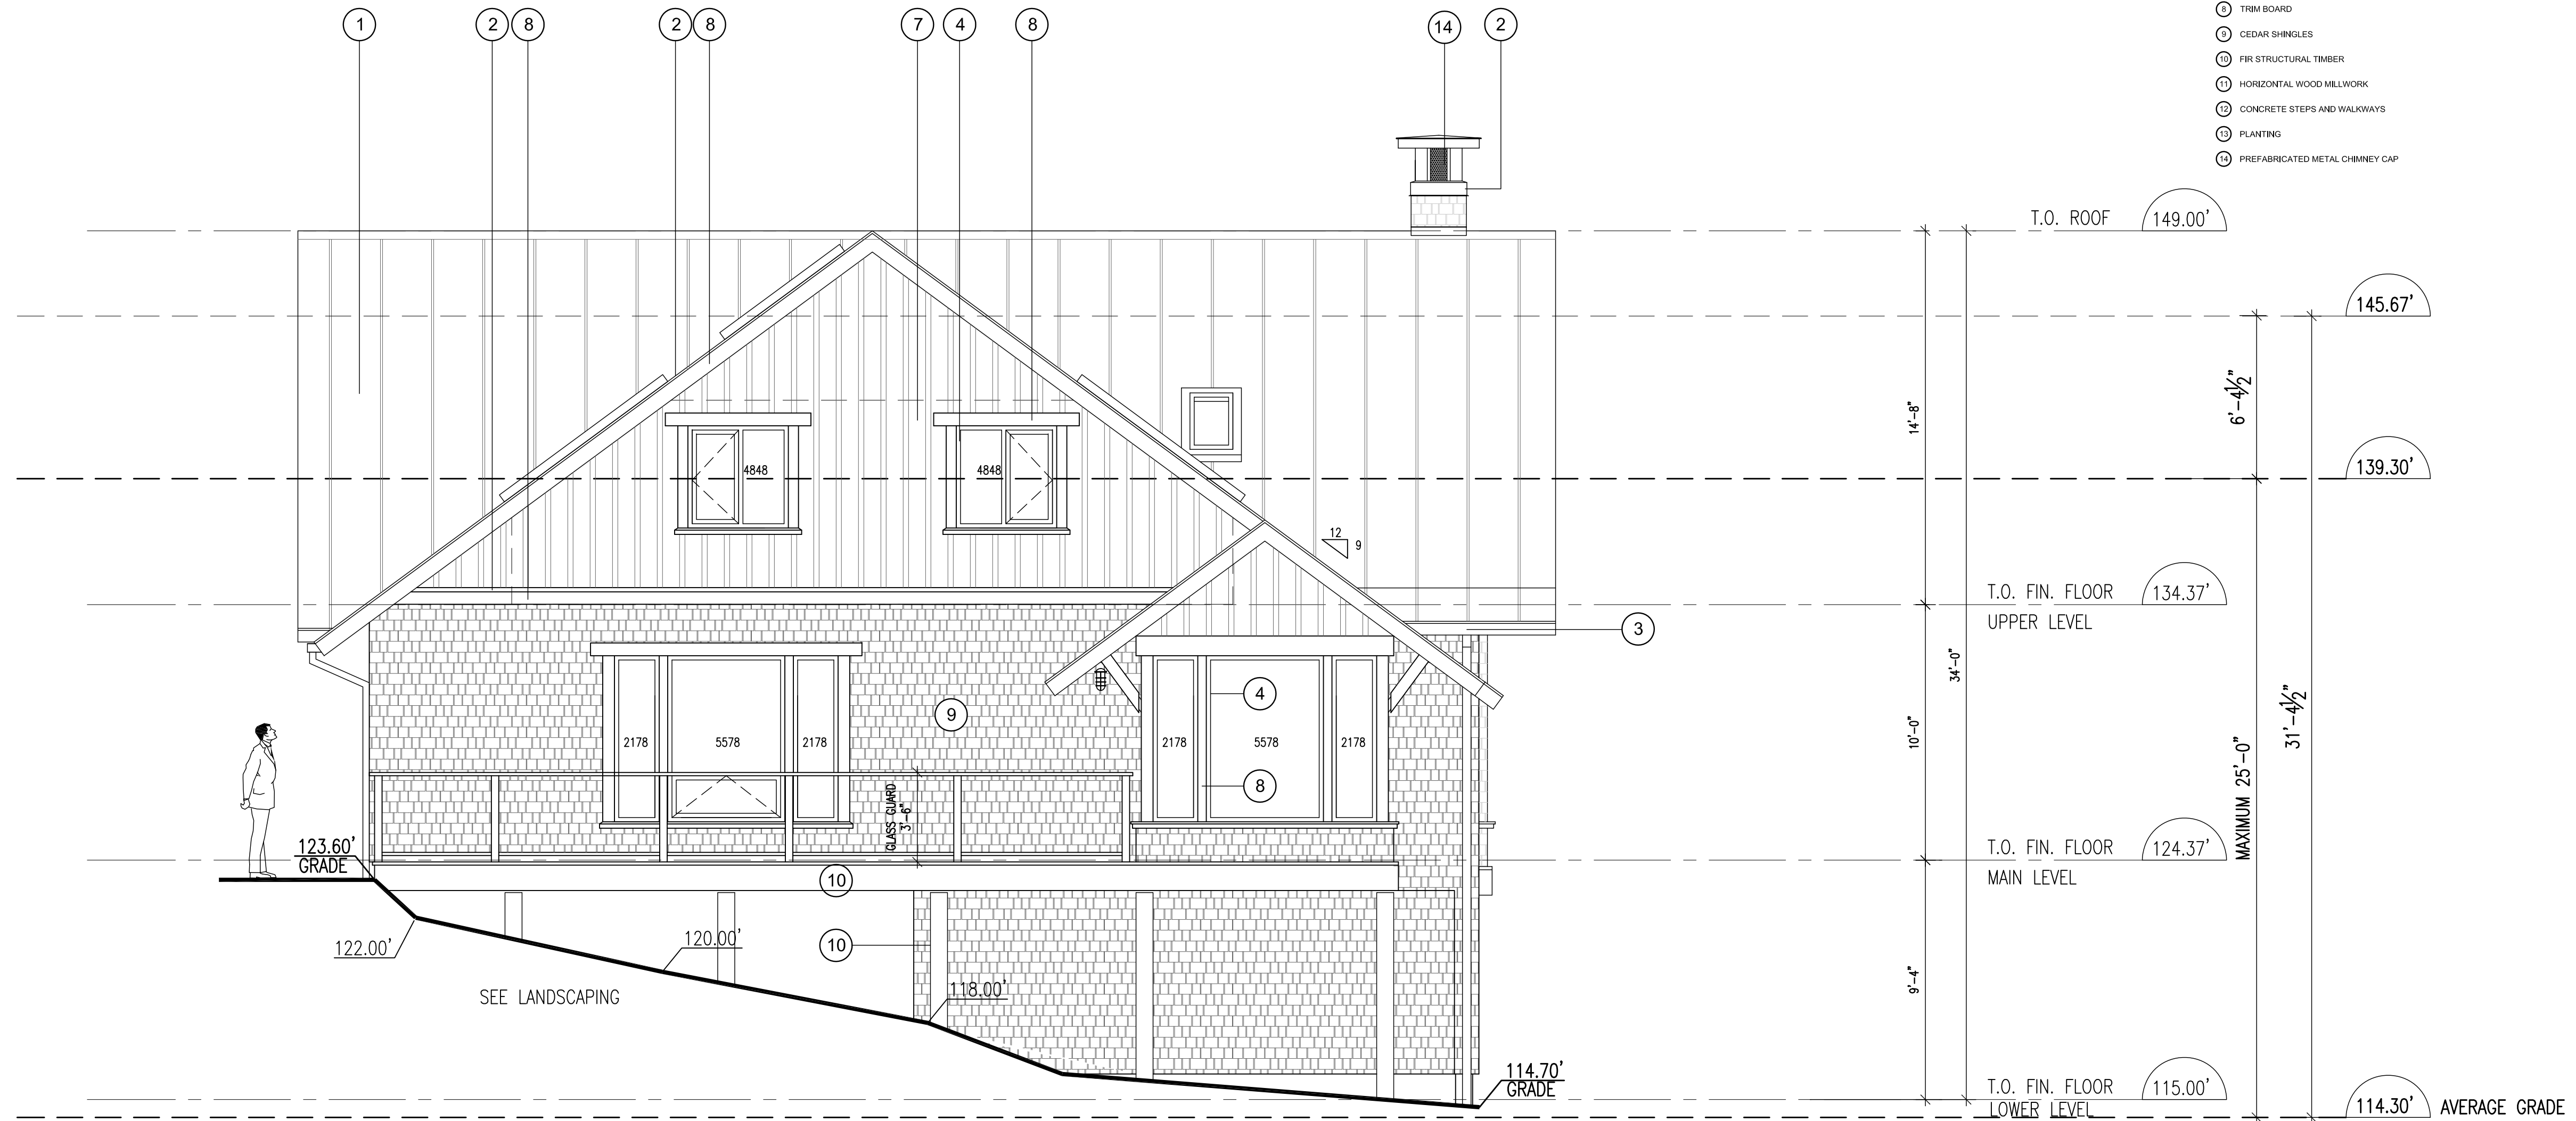 1
2
8
2
8
7
4
8
14
2
8 TRIM BOARD
9 CEDAR SHINGLES
10 FIR STRUCTURAL TIMBER
11 HORIZONTAL WOOD MILLWORK
12 CONCRETE STEPS AND WALKWAYS
13 PLANTING
14 PREFABRICATED METAL CHIMNEY CAP
T.O. ROOF 149.00'
145.67'
6'-4½"
14'-8"
139.30'
4848
4848
12
9
T.O. FIN. FLOOR 134.37'
UPPER LEVEL
3
34'-0"
10'-0"
31'-4½"
MAXIMUM 25'-0"
4
9
2178
5578
2178
2178
5578
2178
8
GLASS GUARD
3'-6"
123.60'
GRADE
T.O. FIN. FLOOR 124.37'
MAIN LEVEL
10
122.00'
120.00'
10
9'-4"
118.00'
SEE LANDSCAPING
114.70'
GRADE
T.O. FIN. FLOOR 115.00'
LOWER LEVEL
114.30' AVERAGE GRADE